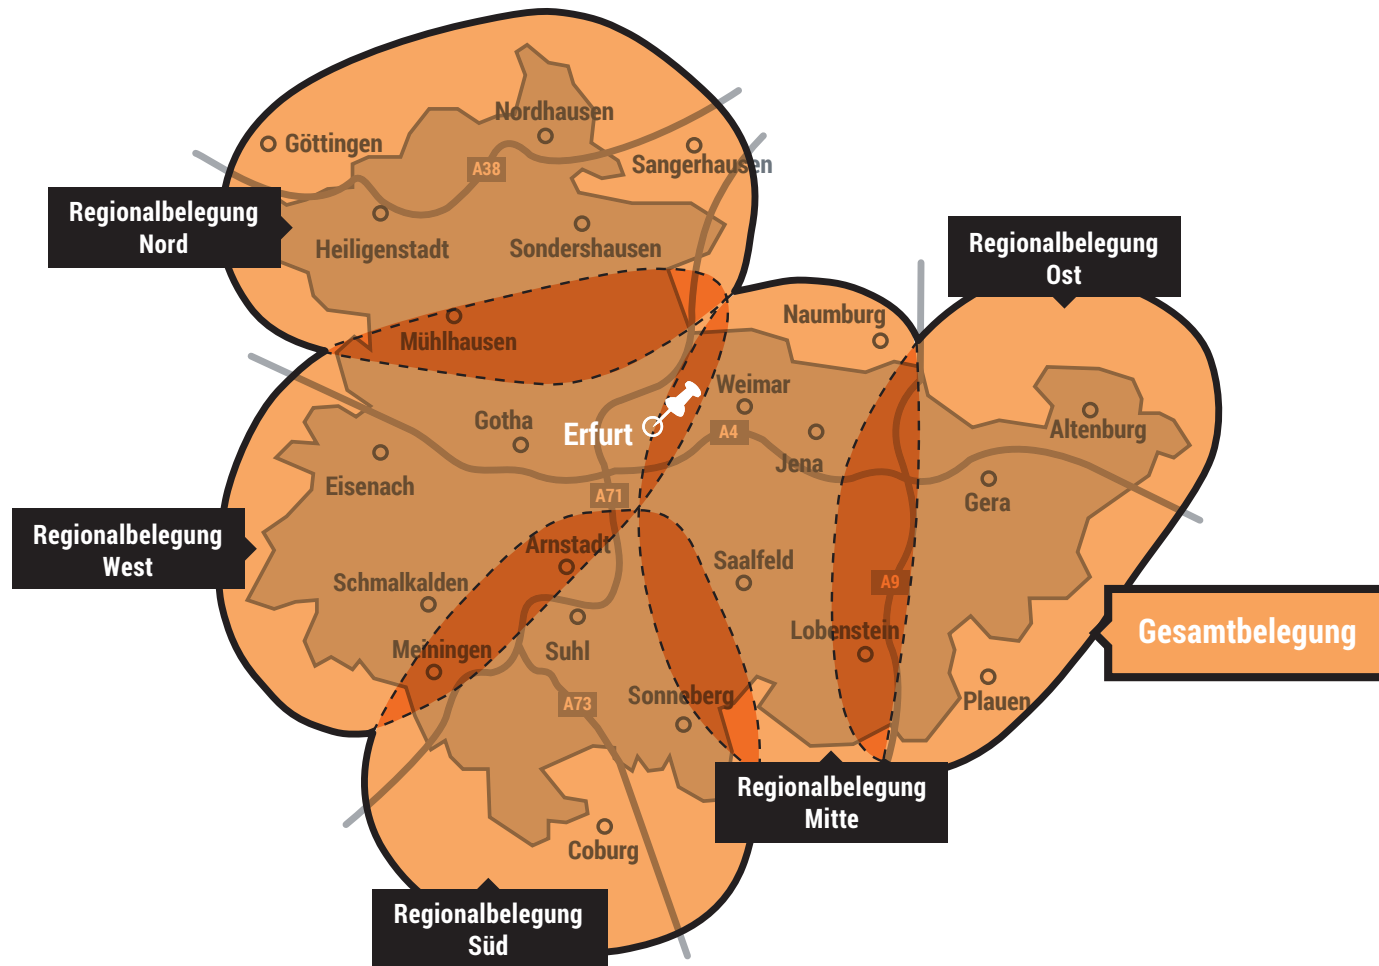 Nordhausen
Göttingen
Sangerhausen
A38
Regionalbelegung
Nord
Heiligenstadt
Sondershausen
Regionalbelegung
Ost
Naumburg
Mühlhausen
Weimar
Gotha
Erfurt
A4
Altenburg
Jena
Eisenach
A71
Gera
Regionalbelegung
West
Arnstadt
Saalfeld
Schmalkalden
A9
Lobenstein
Gesamtbelegung
Meiningen
Suhl
Sonneberg
A73
Plauen
Regionalbelegung
Mitte
Coburg
Regionalbelegung
Süd